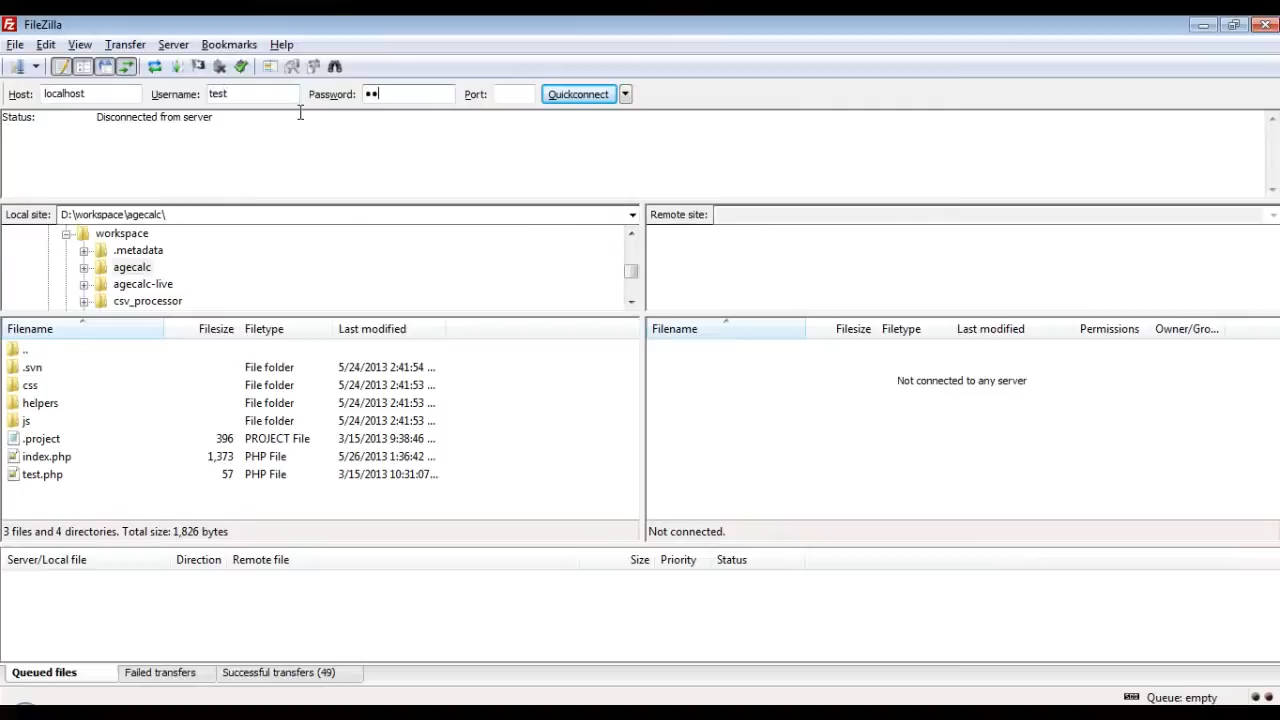 FileZilla
File Edit View Transfer Server Bookmarks Help
Host: localhost Username: test Password: ●● Port: Quickconnect
Status: Disconnected from server
Local site: D:\workspace\agecalc\ Remote site:
workspace
.metadata
agecalc
agecalc-live
csv_processor
Filename Filesize Filetype Last modified
..
.svn File folder 5/24/2013 2:41:54 ...
css File folder 5/24/2013 2:41:53 ...
helpers File folder 5/24/2013 2:41:53 ...
js File folder 5/24/2013 2:41:53 ...
.project 396 PROJECT File 3/15/2013 9:38:46 ...
index.php 1,373 PHP File 5/26/2013 1:36:42 ...
test.php 57 PHP File 3/15/2013 10:31:07...
3 files and 4 directories. Total size: 1,826 bytes
Filename Filesize Filetype Last modified Permissions Owner/Gro...
Not connected to any server
Not connected.
Server/Local file Direction Remote file Size Priority Status
Queued files Failed transfers Successful transfers (49)
Queue: empty